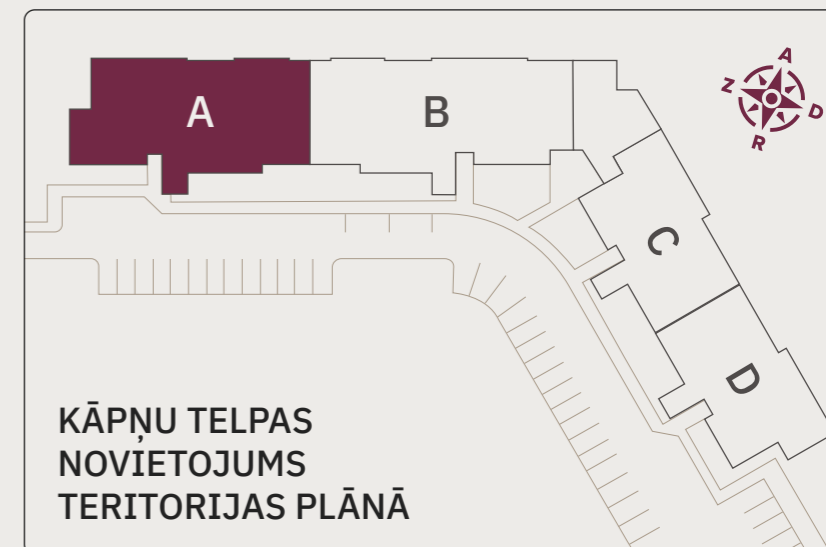 A
B
C
D
A
Z
D
R
KĀPŅU TELPAS
NOVIETOJUMS
TERITORIJAS PLĀNĀ